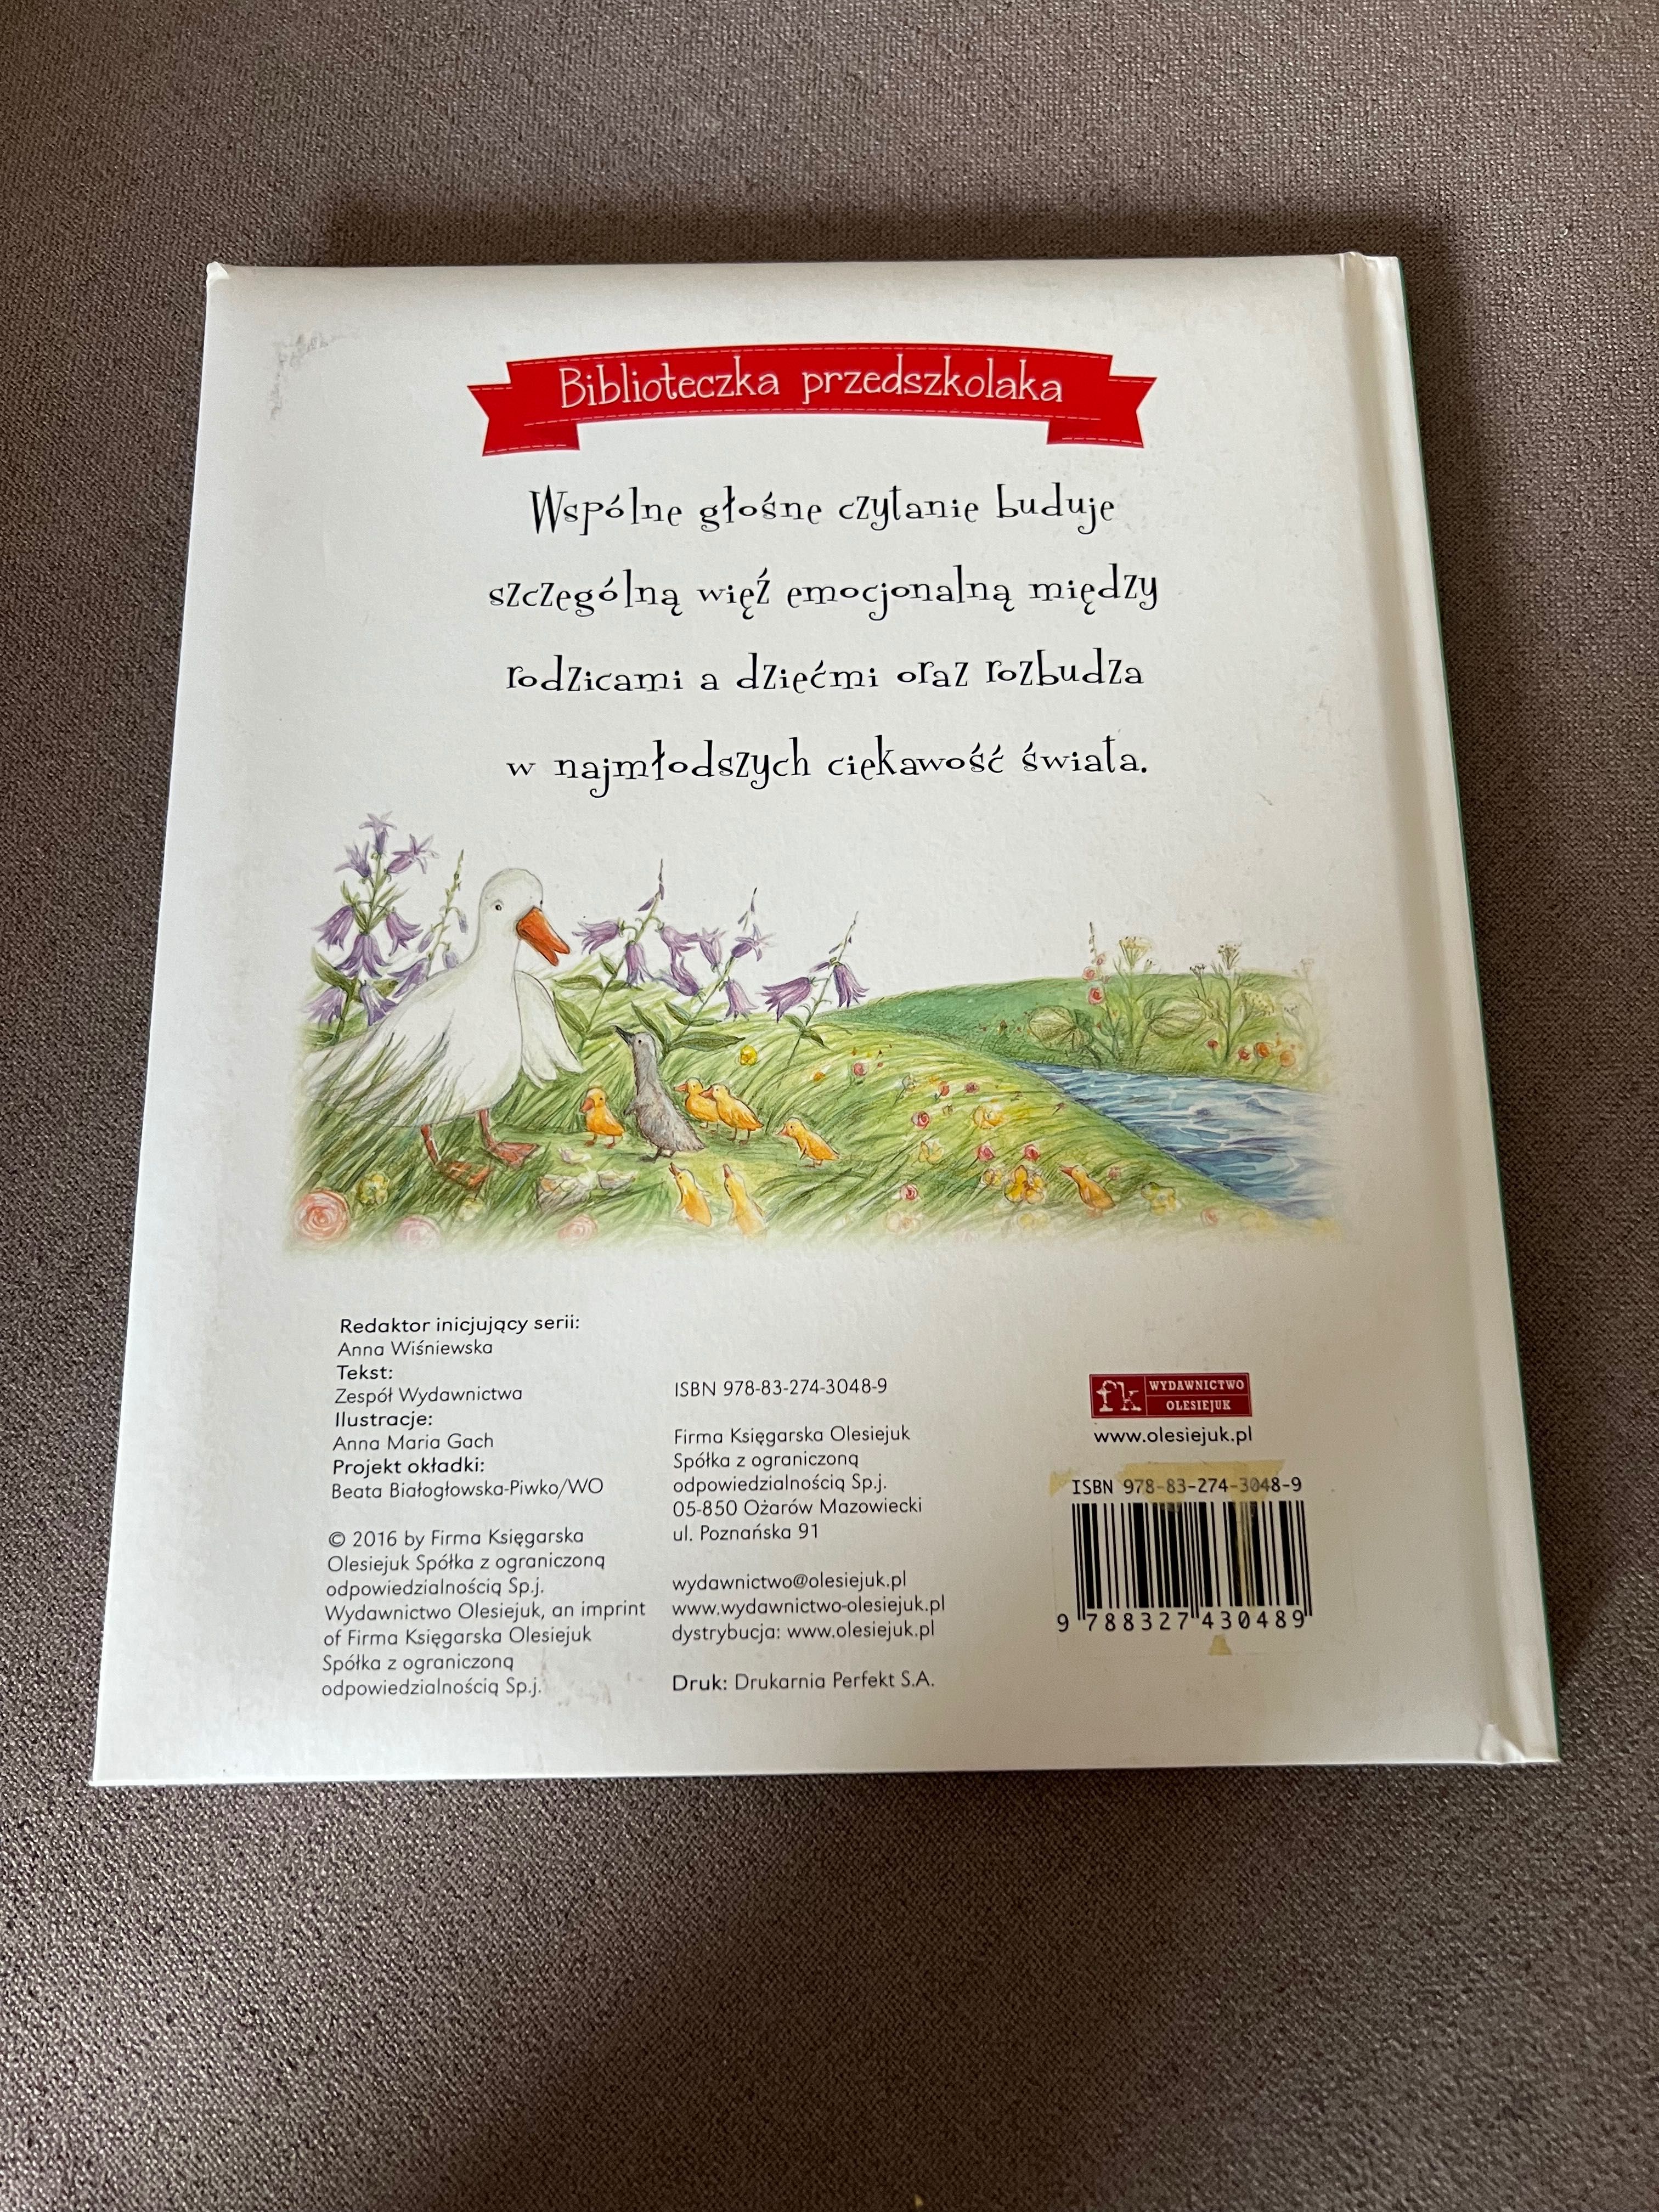 Biblioteczka przedszkolaka
Wspólne głośne czytanie buduje
szczególną więź emocjonalną między
rodzicami a dziećmi oraz rozbudza
w najmłodszych ciekawość świata.
Redaktor inicjujący serii:
Anna Wiśniewska
Tekst:
Zespół Wydawnictwa
Ilustracje:
Anna Maria Gach
Projekt okładki:
Beata Białogłowska-Piwko/WO
© 2016 by Firma Księgarska
Olesiejuk Spółka z ograniczoną
odpowiedzialnością Sp.j.
Wydawnictwo Olesiejuk, an imprint
of Firma Księgarska Olesiejuk
Spółka z ograniczoną
odpowiedzialnością Sp.j.
ISBN 978-83-274-3048-9
Firma Księgarska Olesiejuk
Spółka z ograniczoną
odpowiedzialnością Sp.j.
05-850 Ożarów Mazowiecki
ul. Poznańska 91
wydawnictwo@olesiejuk.pl
www.wydawnictwo-olesiejuk.pl
dystrybucja: www.olesiejuk.pl
Druk: Drukarnia Perfekt S.A.
fk WYDAWNICTWO
OLESIEJUK
www.olesiejuk.pl
ISBN 978-83-274-3048-9
9 788327 430489